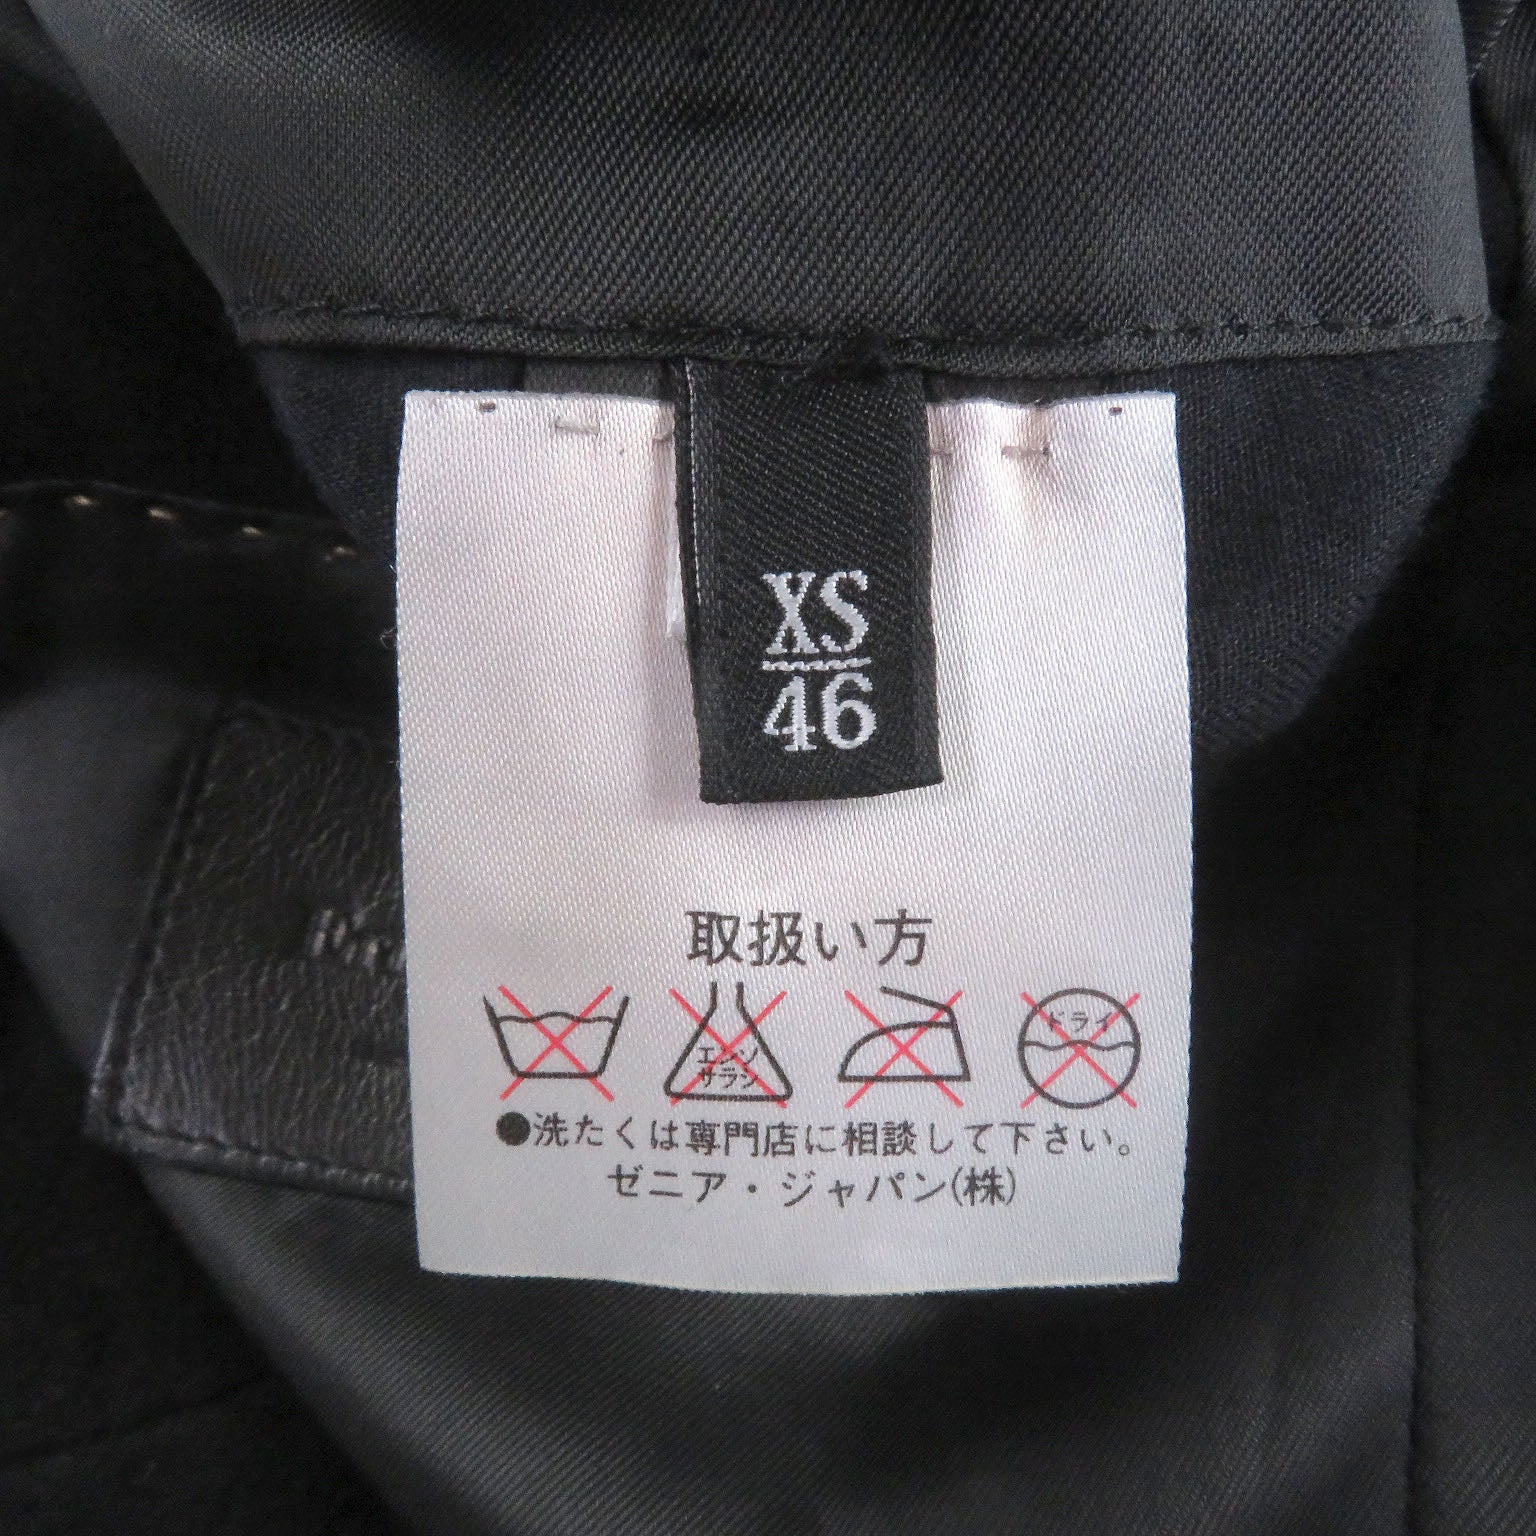 XS
46
取扱い方
エンソ ドライ
サラシ
●洗たくは専門店に相談して下さい。
ゼニア・ジャパン(株)